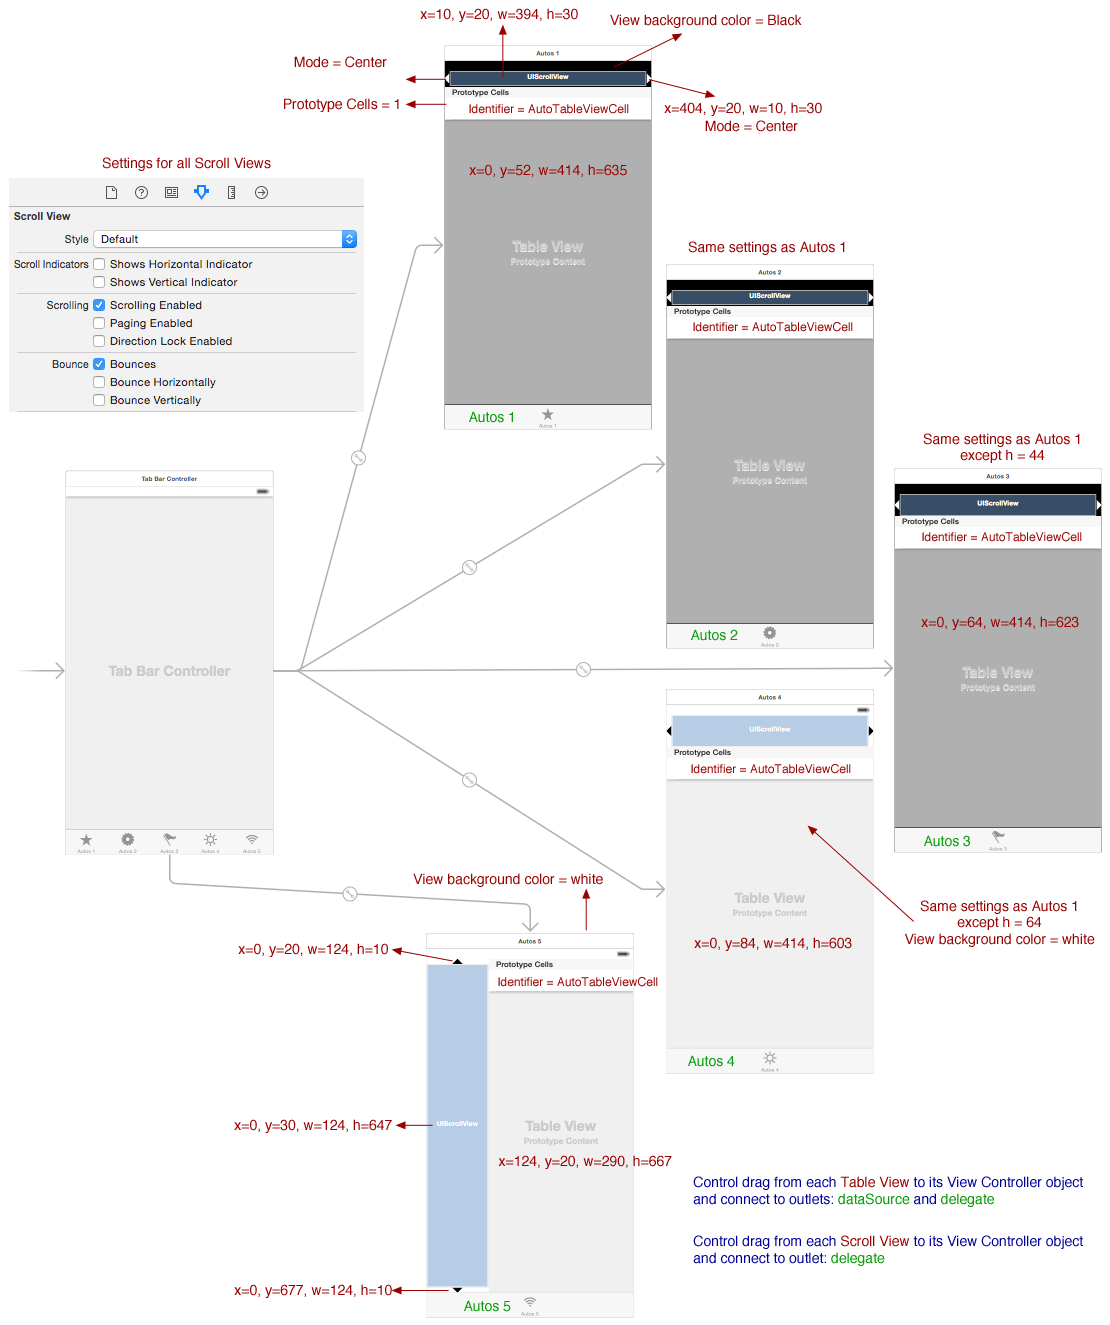 x=10, y=20, w=394, h=30
View background color = Black
Autos 1
Mode = Center
UIScrollView
Prototype Cells
Prototype Cells = 1
Identifier = AutoTableViewCell
x=404, y=20, w=10, h=30
Mode = Center
x=0, y=52, w=414, h=635
Table View
Prototype Content
Autos 1
Autos 1
Settings for all Scroll Views
Scroll View
Style
Default
Scroll Indicators
Shows Horizontal Indicator
Shows Vertical Indicator
Scrolling
Scrolling Enabled
Paging Enabled
Direction Lock Enabled
Bounce
Bounces
Bounce Horizontally
Bounce Vertically
Same settings as Autos 1
Autos 2
UIScrollView
Prototype Cells
Identifier = AutoTableViewCell
Table View
Prototype Content
Autos 2
Autos 2
Same settings as Autos 1
except h = 44
Autos 3
UIScrollView
Prototype Cells
Identifier = AutoTableViewCell
x=0, y=64, w=414, h=623
Table View
Prototype Content
Autos 3
Autos 3
Tab Bar Controller
Tab Bar Controller
Autos 1
Autos 2
Autos 3
Autos 4
Autos 5
Autos 4
UIScrollView
Prototype Cells
Identifier = AutoTableViewCell
Table View
Prototype Content
x=0, y=84, w=414, h=603
Autos 4
Autos 4
Same settings as Autos 1
except h = 64
View background color = white
View background color = white
Autos 5
x=0, y=20, w=124, h=10
Prototype Cells
Identifier = AutoTableViewCell
x=0, y=30, w=124, h=647
UIScrollView
Table View
Prototype Content
x=124, y=20, w=290, h=667
x=0, y=677, w=124, h=10
Autos 5
Autos 5
Control drag from each Table View to its View Controller object
and connect to outlets: dataSource and delegate
Control drag from each Scroll View to its View Controller object
and connect to outlet: delegate